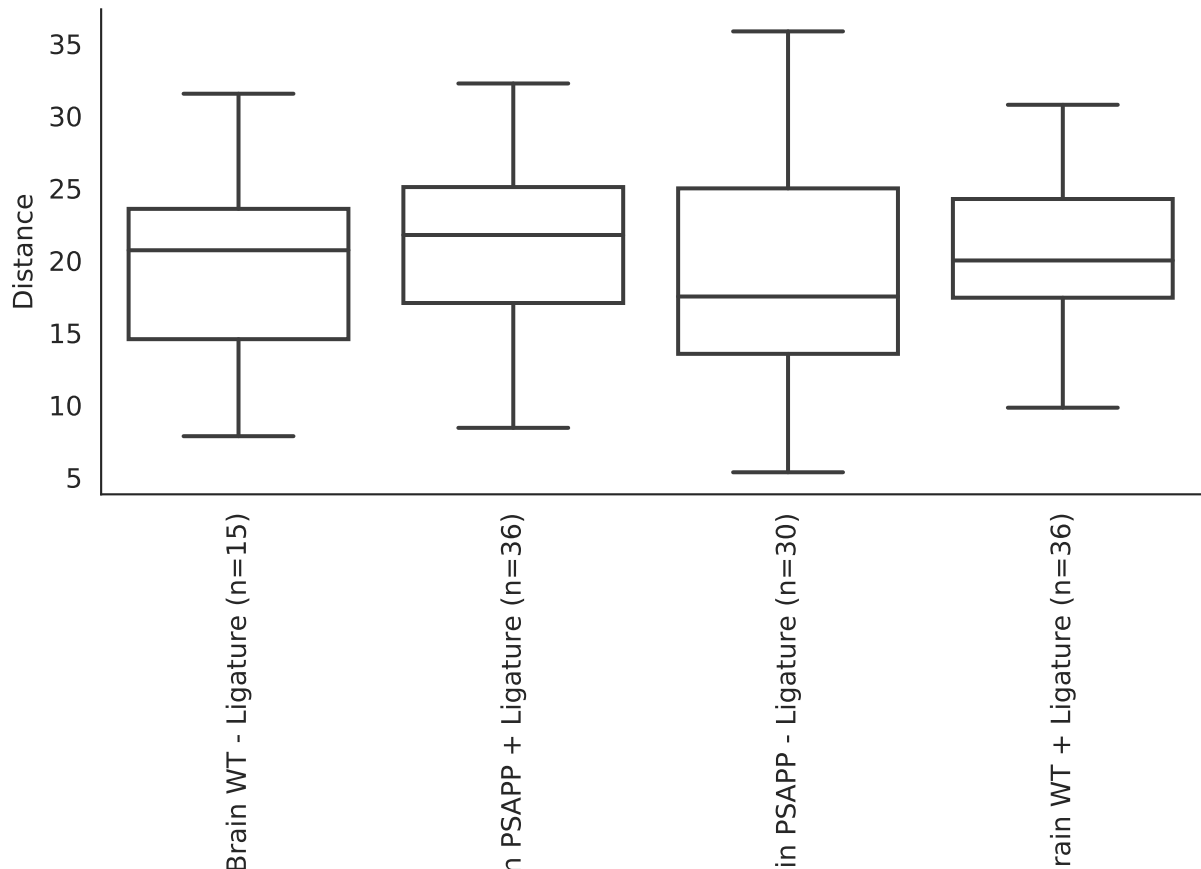 35
30
25
20
15
10
5
Distance
Brain WT - Ligature (n=15)
n PSAPP + Ligature (n=36)
in PSAPP - Ligature (n=30)
rain WT + Ligature (n=36)